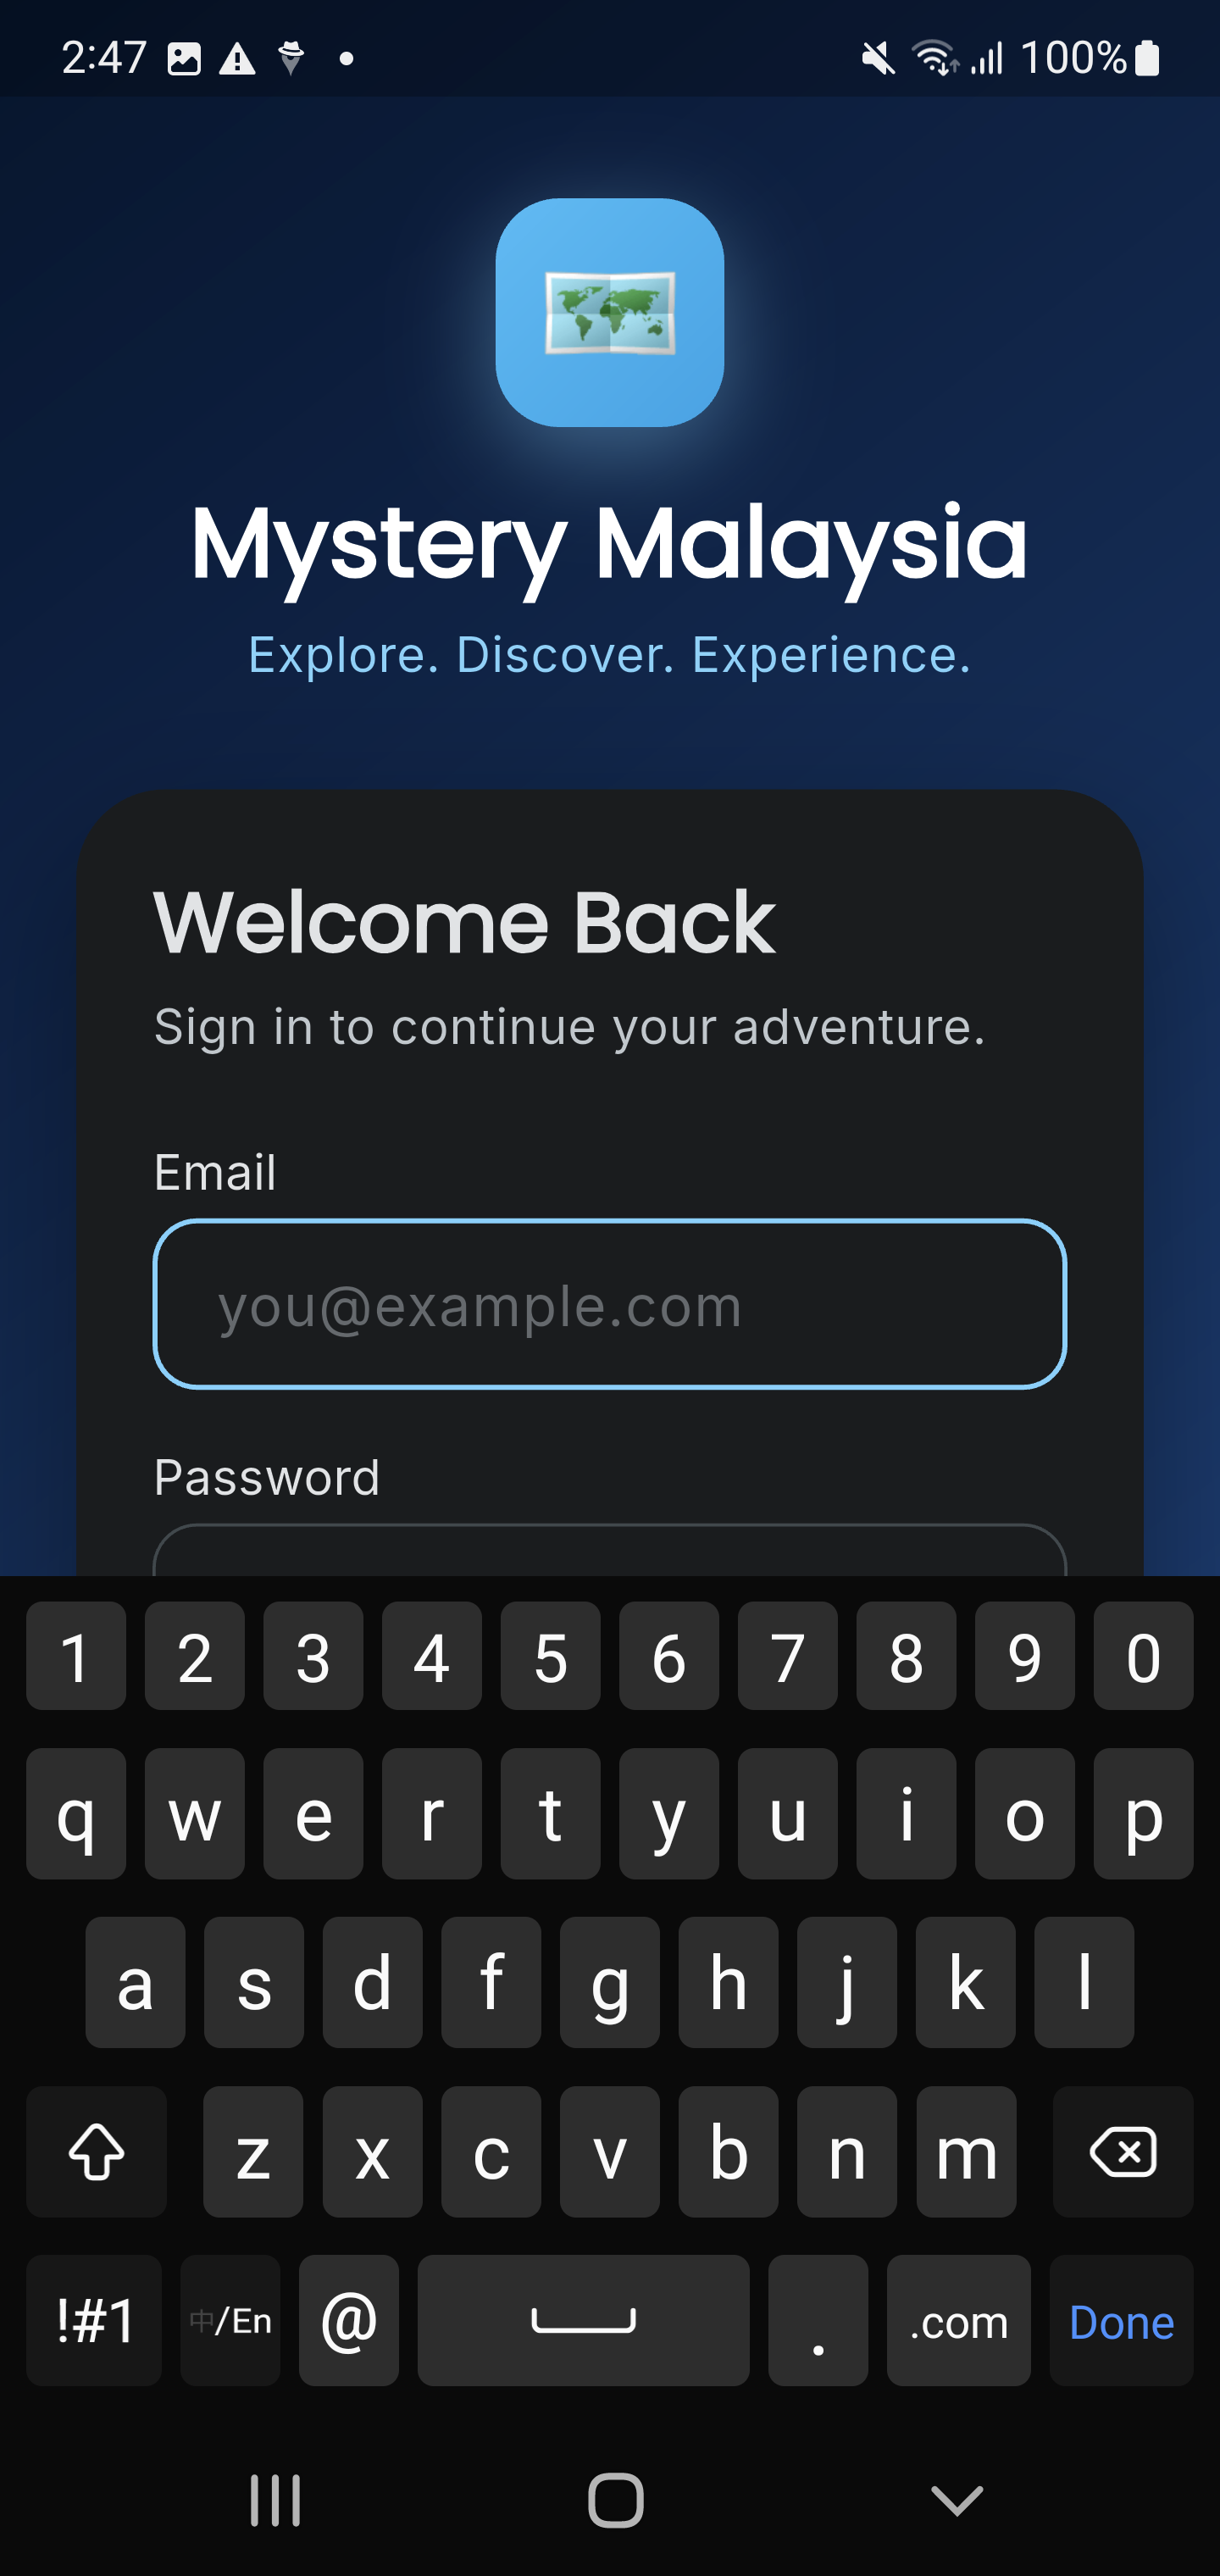 2:47 100%
Mystery Malaysia
Explore. Discover. Experience.
Welcome Back
Sign in to continue your adventure.
Email
you@example.com
Password
1 2 3 4 5 6 7 8 9 0
q w e r t y u i o p
a s d f g h j k l
z x c v b n m
!#1 中/En @ . .com Done